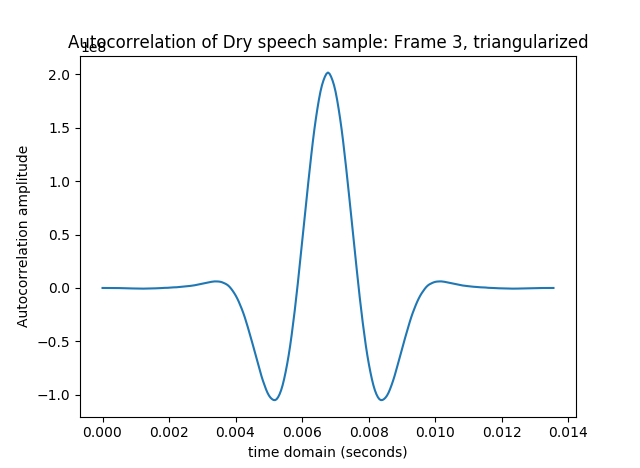 Autocorrelation of Dry speech sample: Frame 3, triangularized
1e8
2.0
1.5
1.0
0.5
0.0
−0.5
−1.0
Autocorrelation amplitude
0.000 0.002 0.004 0.006 0.008 0.010 0.012 0.014
time domain (seconds)